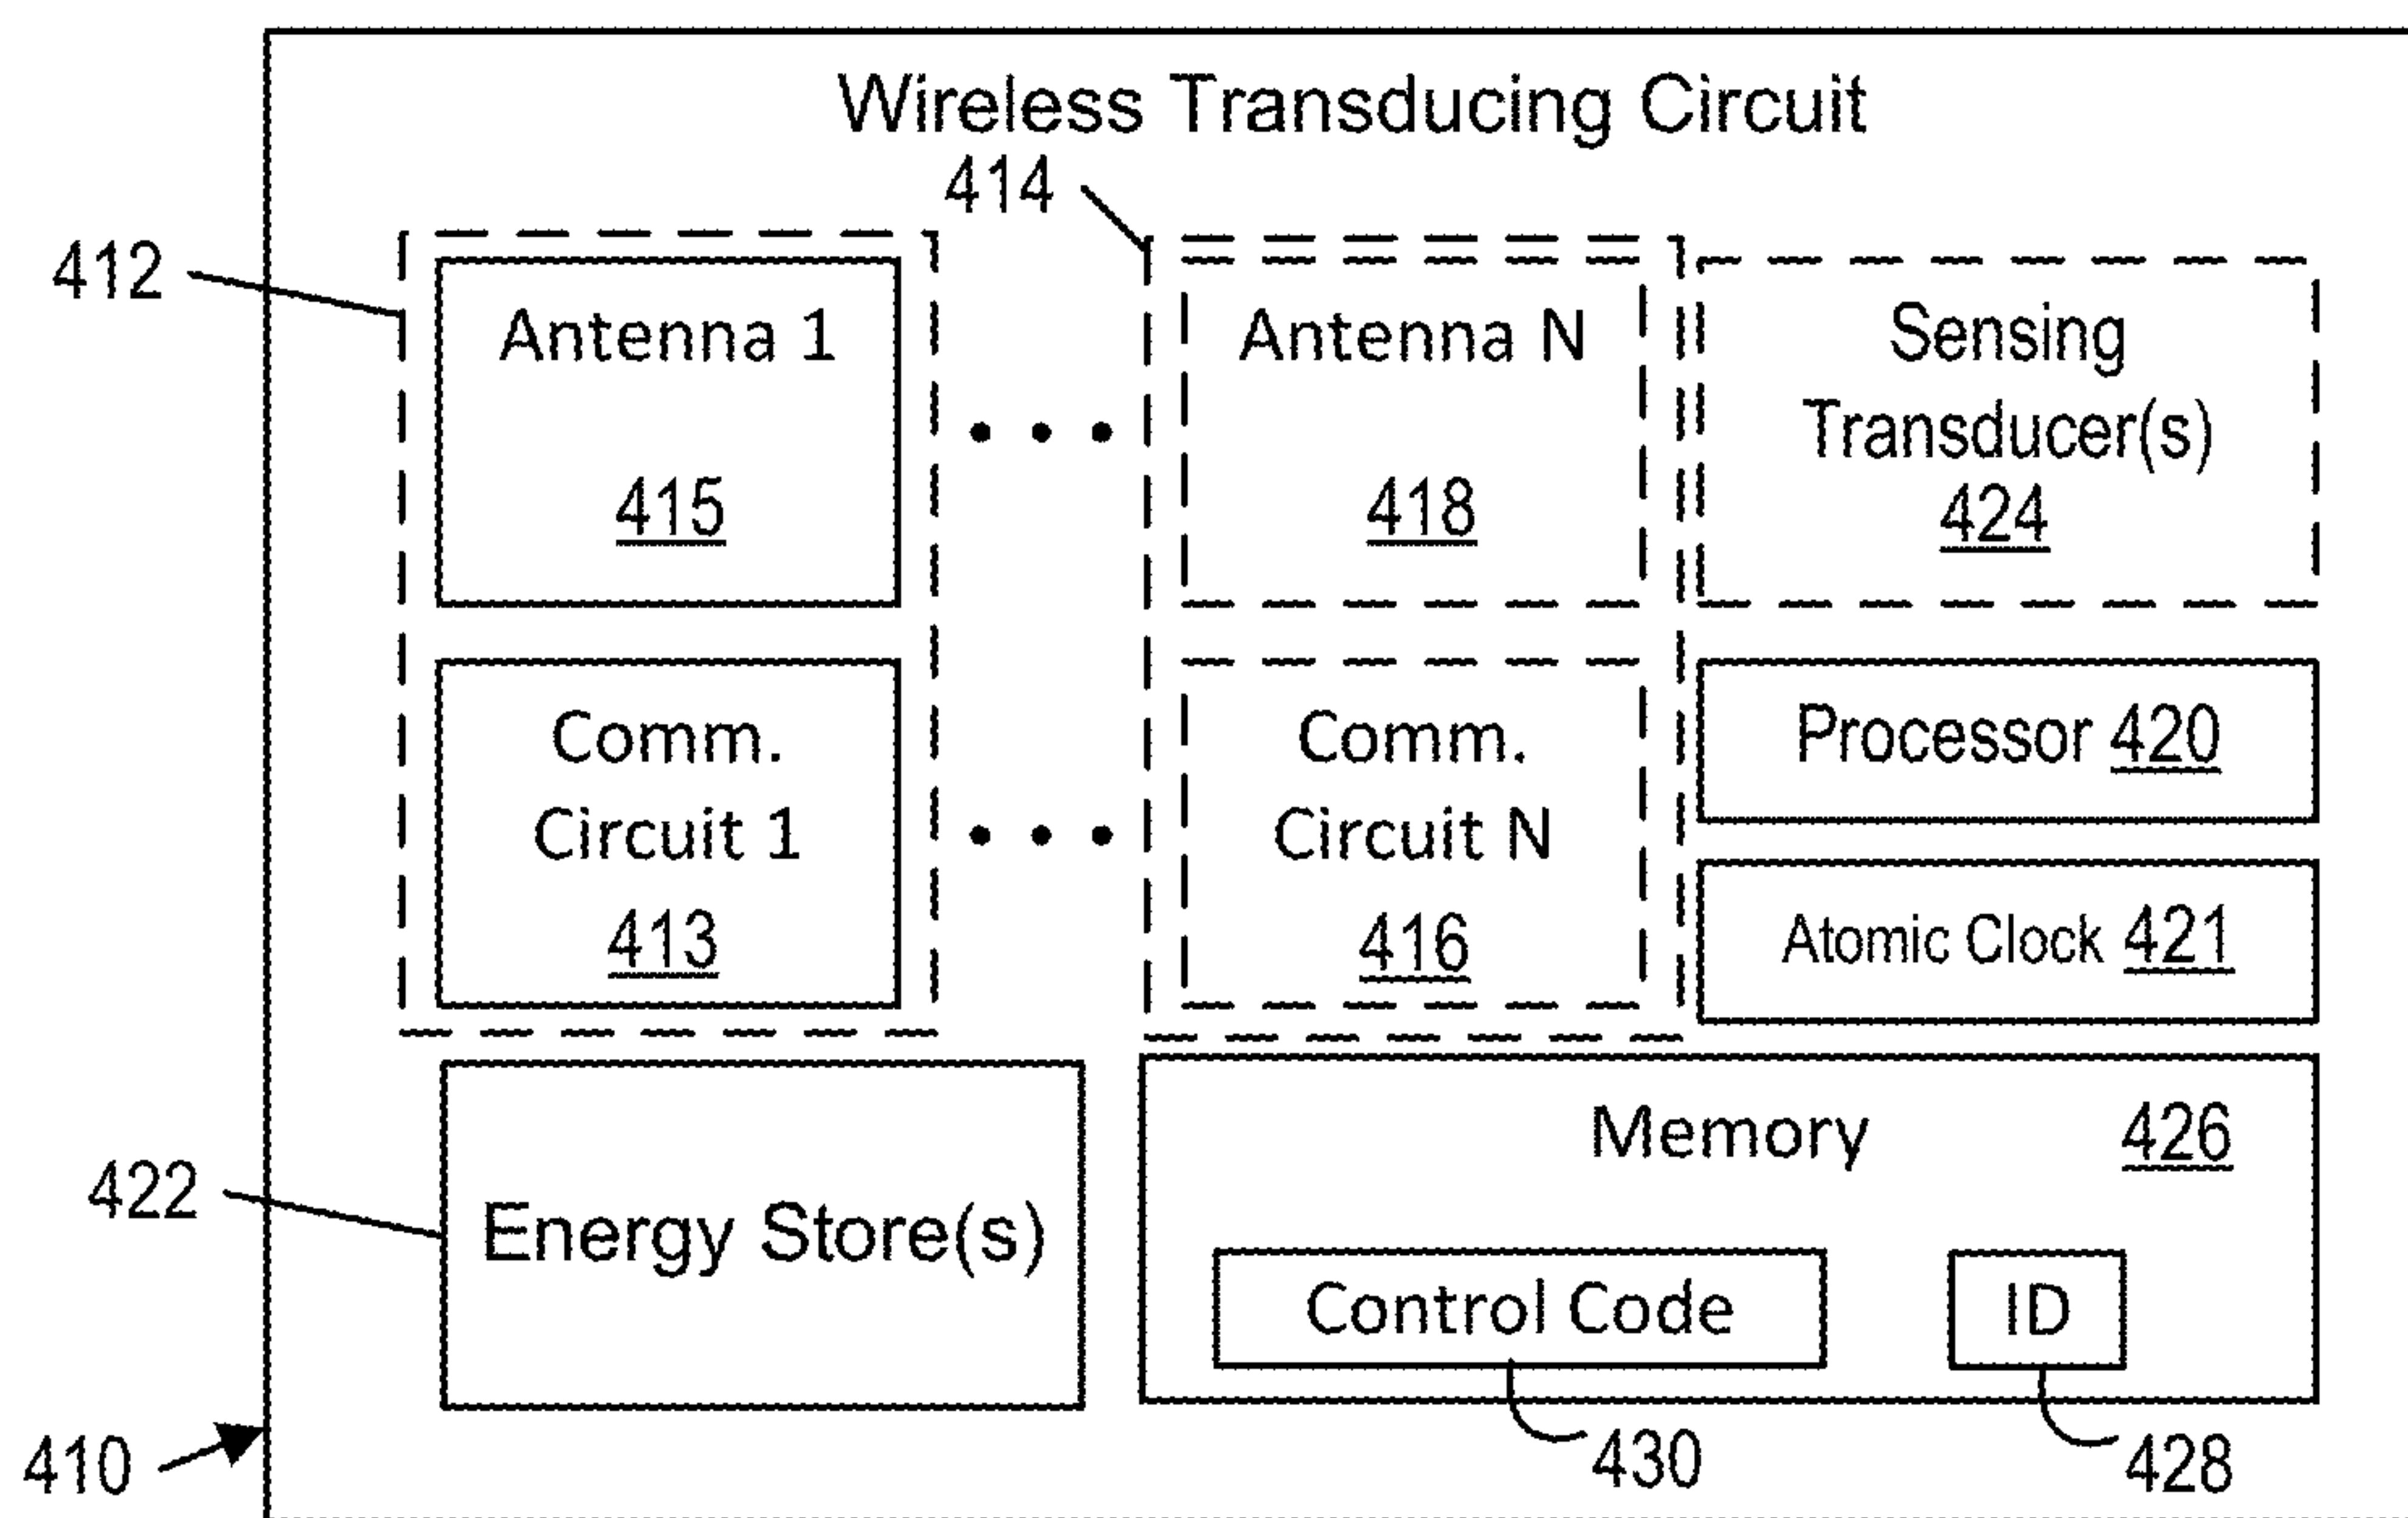 Wireless Transducing Circuit
414
412
Antenna 1
415
Antenna N
418
Sensing
Transducer(s)
424
Comm.
Circuit 1
413
Comm.
Circuit N
416
Processor 420
Atomic Clock 421
422
Energy Store(s)
Memory 426
Control Code
ID
410
430
428